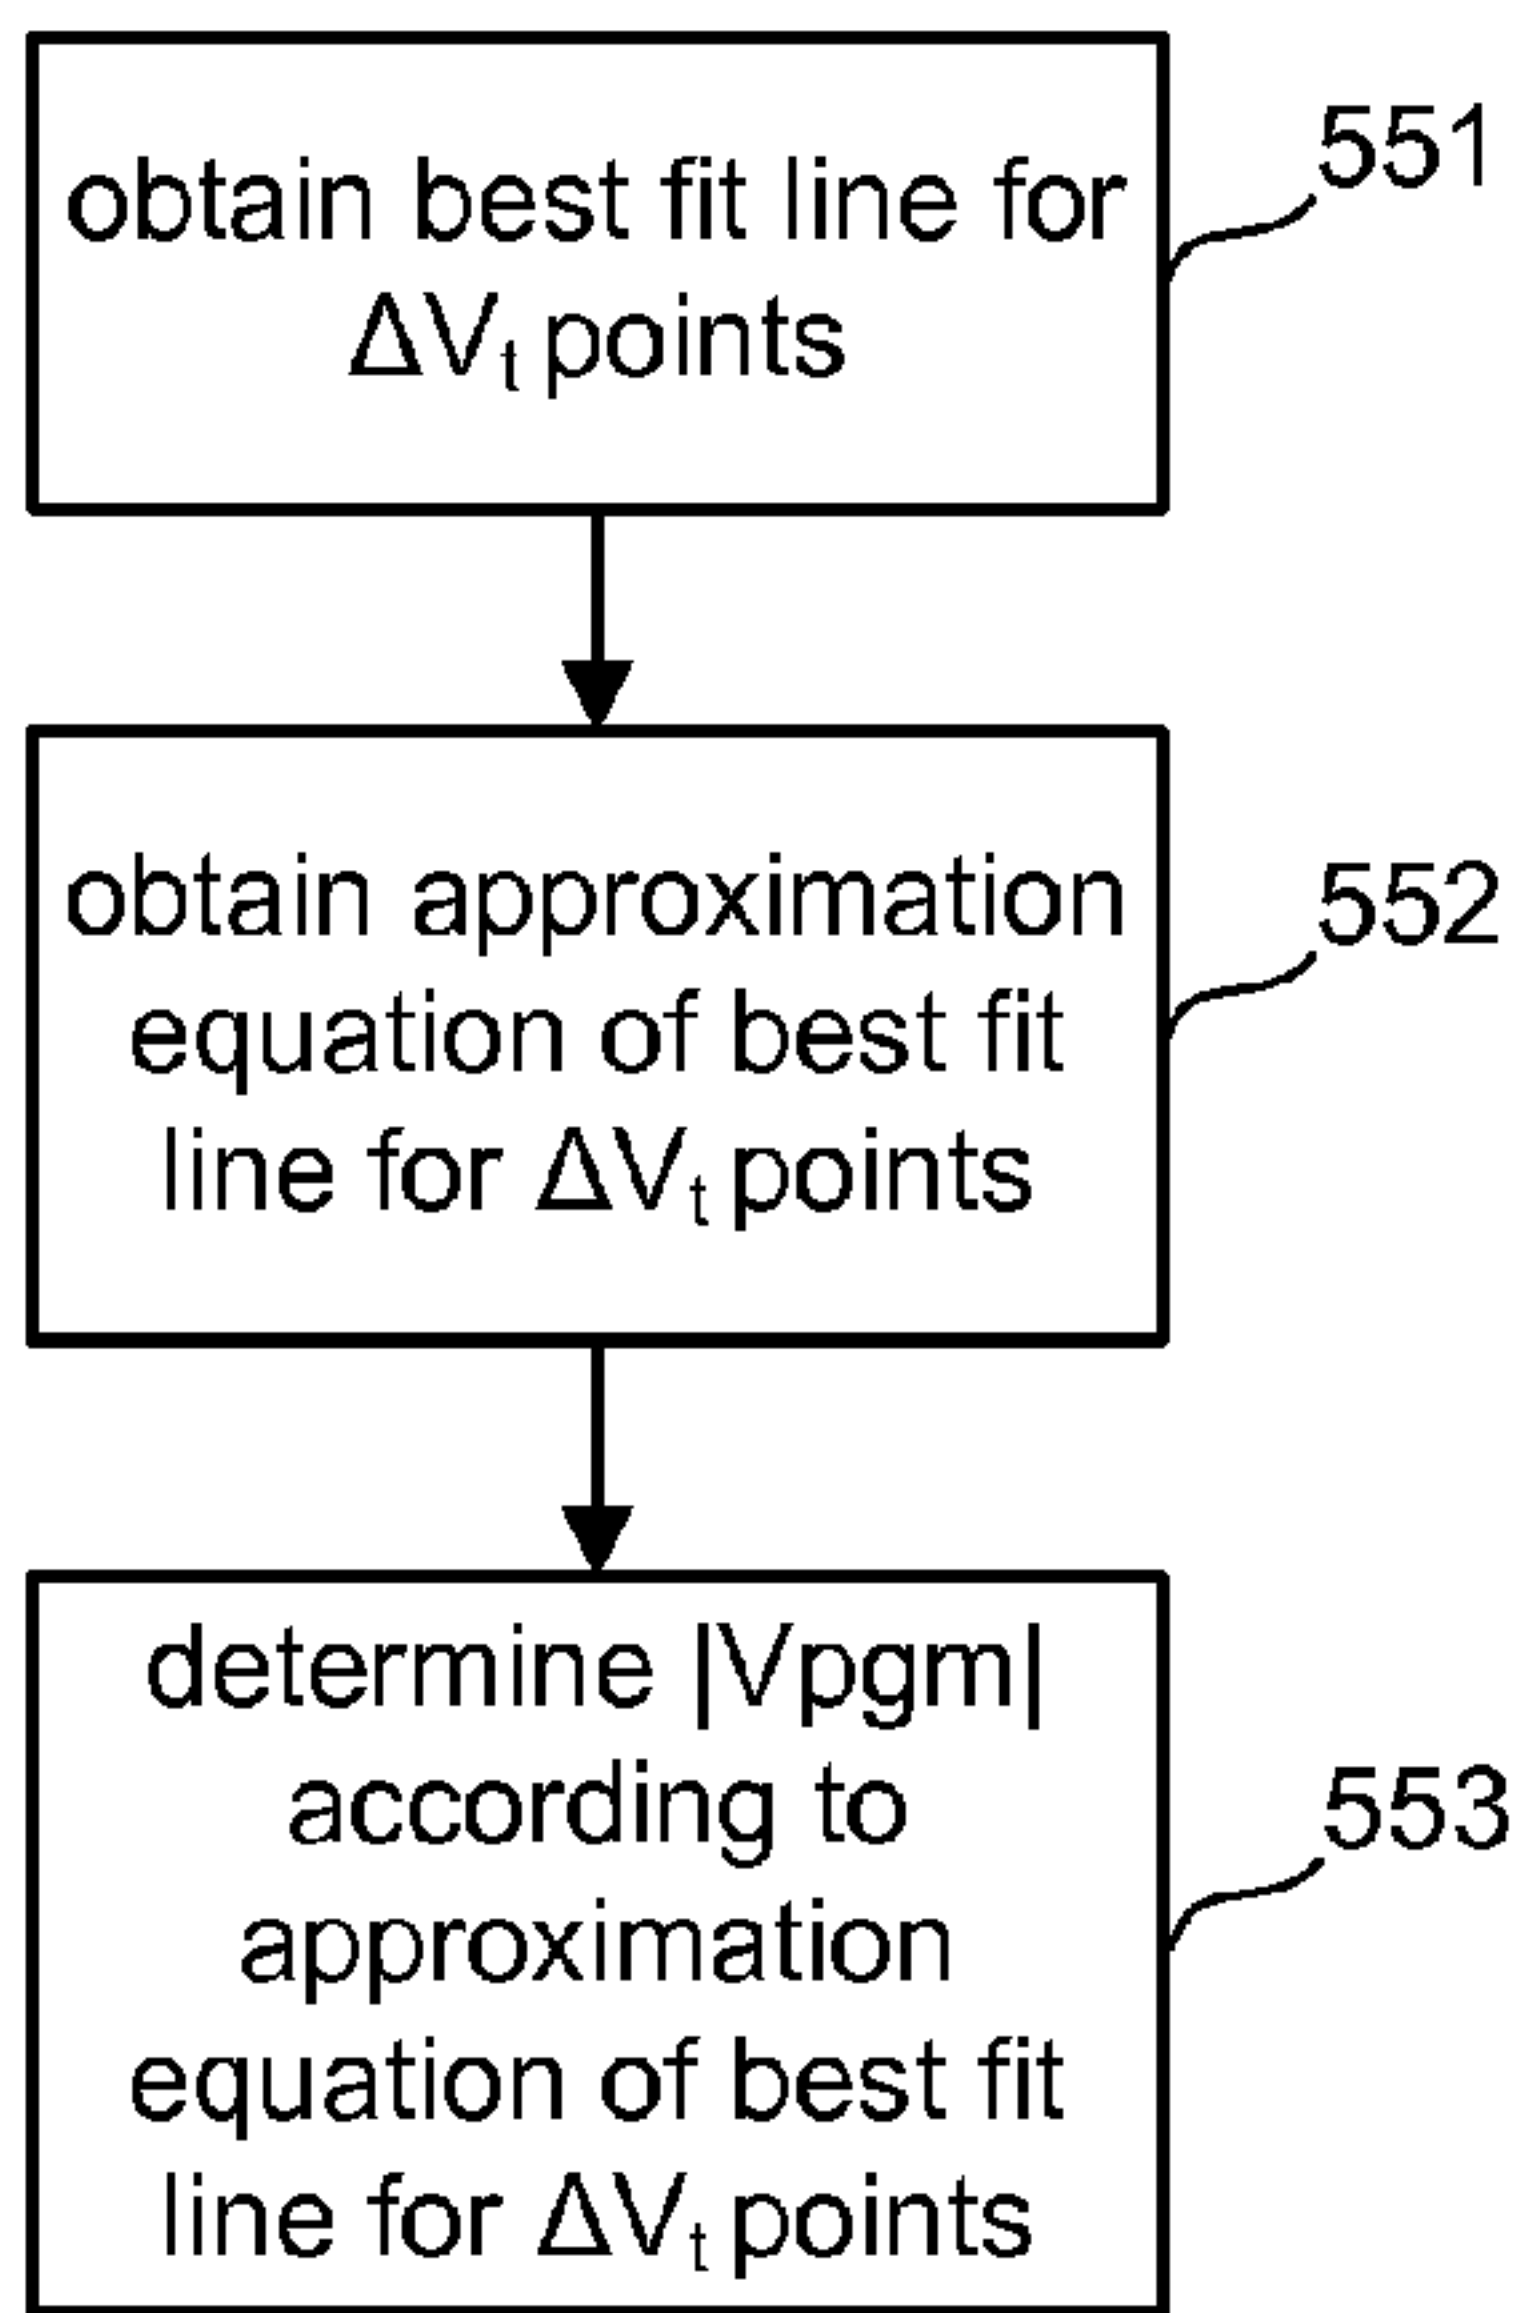 obtain best fit line for
ΔVt points
551
obtain approximation
equation of best fit
line for ΔVt points
552
determine |Vpgm|
according to
approximation
equation of best fit
line for ΔVt points
553